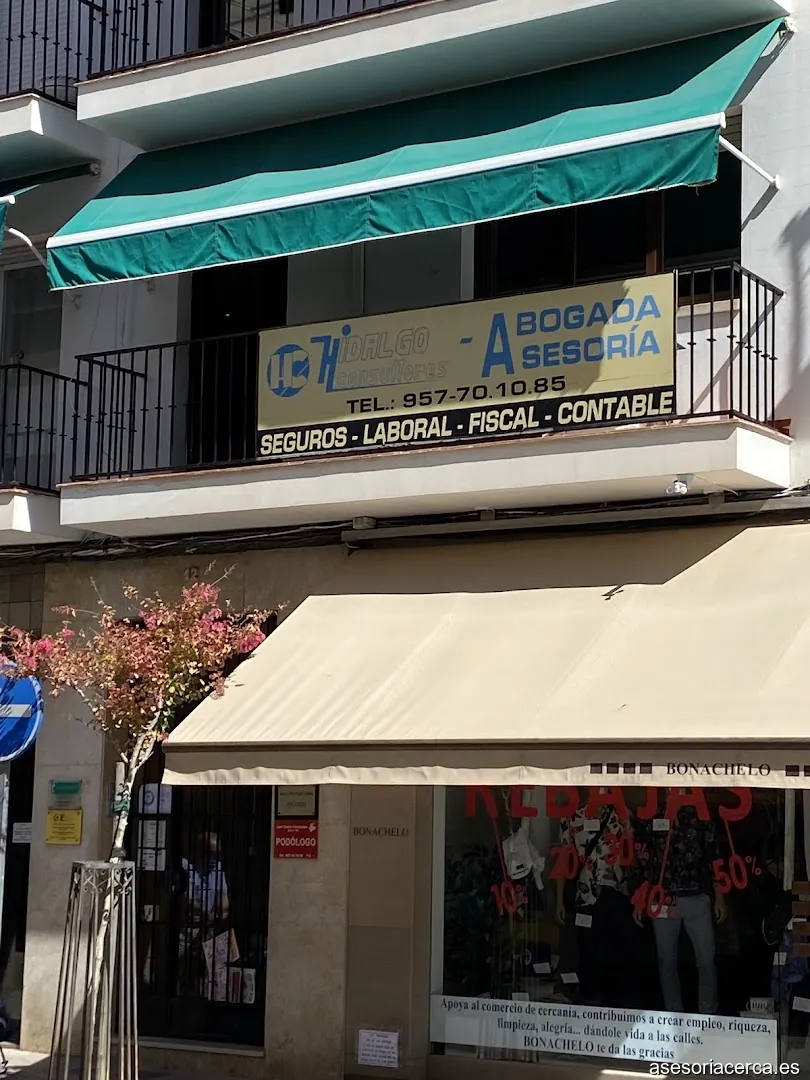 HC HIDALGO Consultores - ABOGADA ASESORÍA
TEL.: 957-70.10.85
SEGUROS - LABORAL - FISCAL - CONTABLE
12
BONACHELO
PODÓLOGO
BONACHELO
REBAJAS
10%
20%
30%
40%
50%
Apoya al comercio de cercanía, contribuimos a crear empleo, riqueza,
limpieza, alegría... dándole vida a las calles.
BONACHELO te da las gracias
asesoriacerca.es